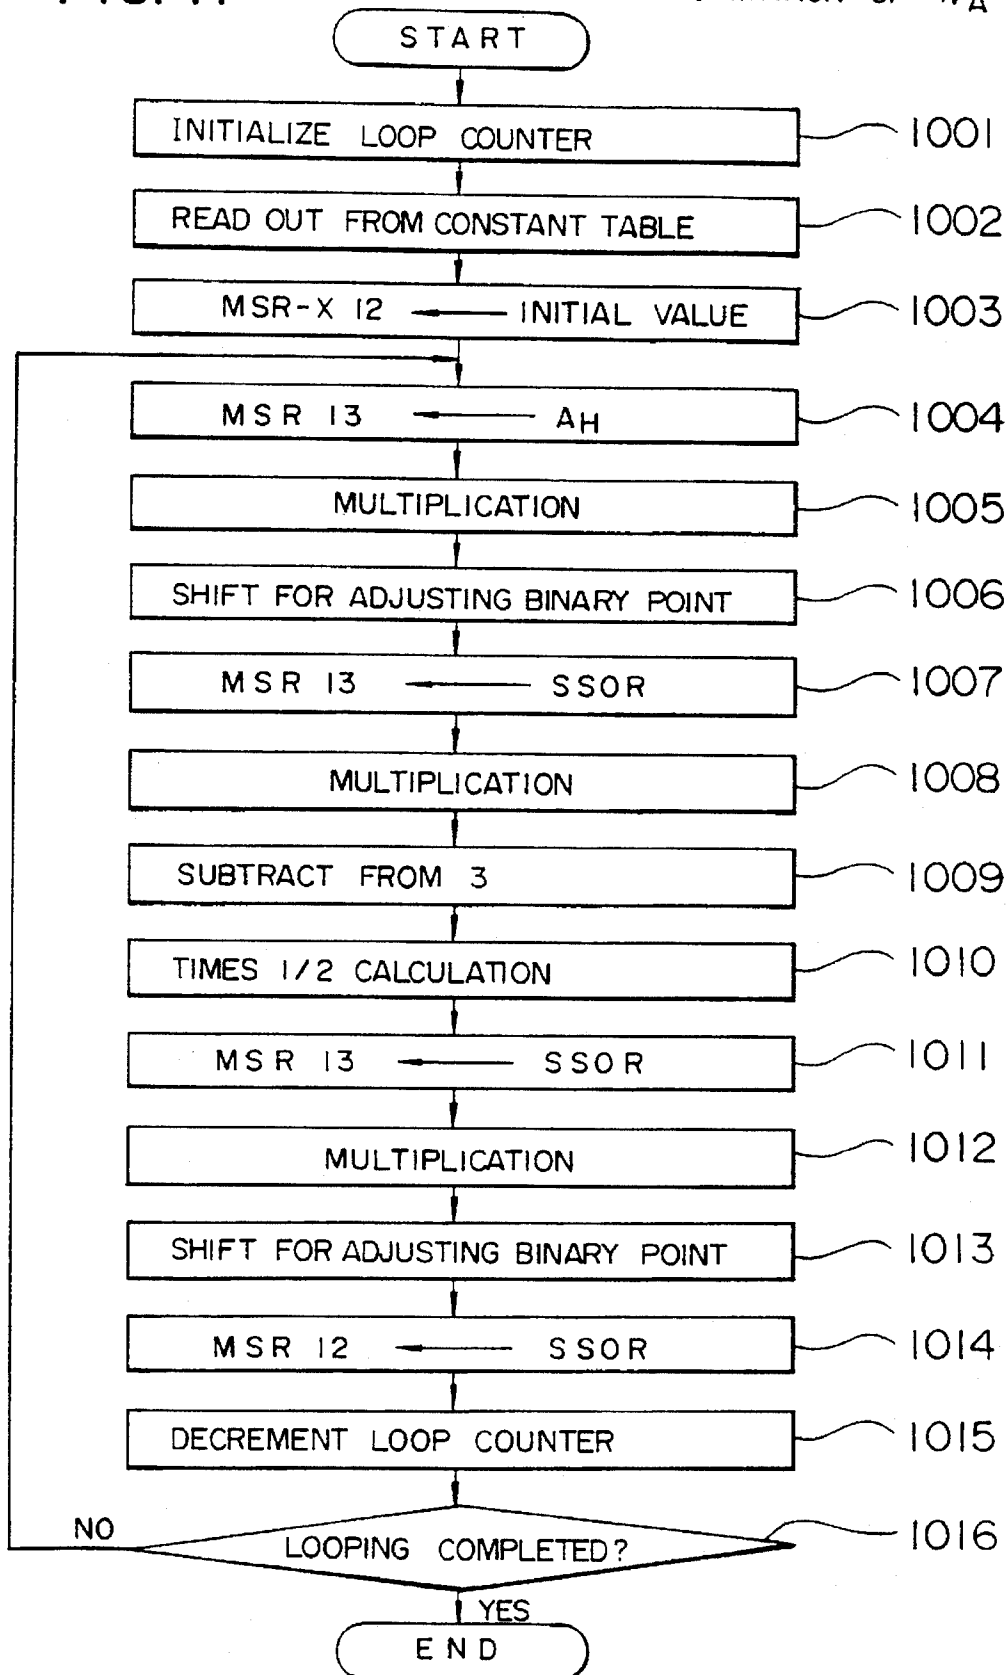 START
INITIALIZE LOOP COUNTER 1001
READ OUT FROM CONSTANT TABLE 1002
MSR-X 12 ← INITIAL VALUE 1003
MSR 13 ← AH 1004
MULTIPLICATION 1005
SHIFT FOR ADJUSTING BINARY POINT 1006
MSR 13 ← SSOR 1007
MULTIPLICATION 1008
SUBTRACT FROM 3 1009
TIMES 1/2 CALCULATION 1010
MSR 13 ← SSOR 1011
MULTIPLICATION 1012
SHIFT FOR ADJUSTING BINARY POINT 1013
MSR 12 ← SSOR 1014
DECREMENT LOOP COUNTER 1015
NO LOOPING COMPLETED? 1016
YES
END